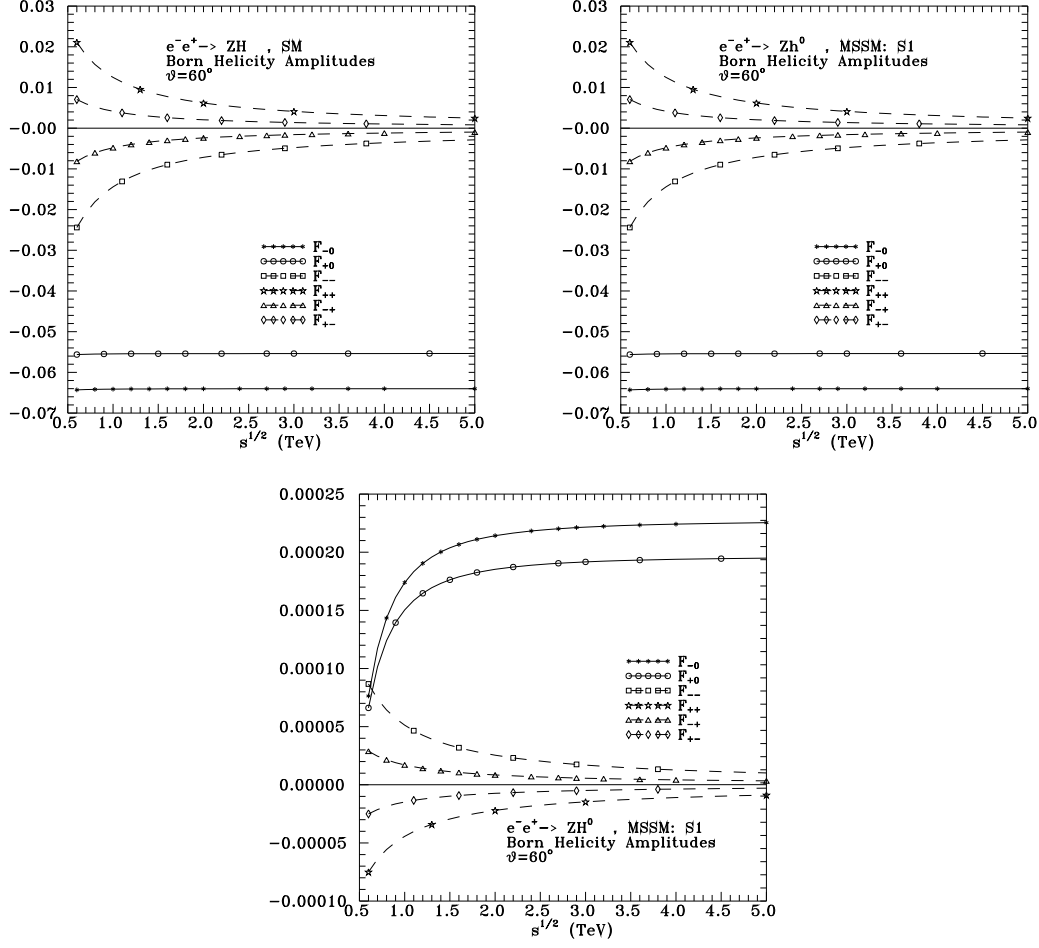 0.03
0.02
0.01
-0.00
-0.01
-0.02
-0.03
-0.04
-0.05
-0.06
-0.07
e⁻e⁺-> ZH , SM
Born Helicity Amplitudes
ϑ=60°
F₋₀
F₊₀
F₋₋
F₊₊
F₋₊
F₊₋
0.5 1.0 1.5 2.0 2.5 3.0 3.5 4.0 4.5 5.0
s^1/2 (TeV)
0.03
0.02
0.01
-0.00
-0.01
-0.02
-0.03
-0.04
-0.05
-0.06
-0.07
e⁻e⁺-> Zh⁰ , MSSM: S1
Born Helicity Amplitudes
ϑ=60°
F₋₀
F₊₀
F₋₋
F₊₊
F₋₊
F₊₋
0.5 1.0 1.5 2.0 2.5 3.0 3.5 4.0 4.5 5.0
s^1/2 (TeV)
0.00025
0.00020
0.00015
0.00010
0.00005
0.00000
-0.00005
-0.00010
F₋₀
F₊₀
F₋₋
F₊₊
F₋₊
F₊₋
e⁻e⁺-> ZH⁰ , MSSM: S1
Born Helicity Amplitudes
ϑ=60°
0.5 1.0 1.5 2.0 2.5 3.0 3.5 4.0 4.5 5.0
s^1/2 (TeV)